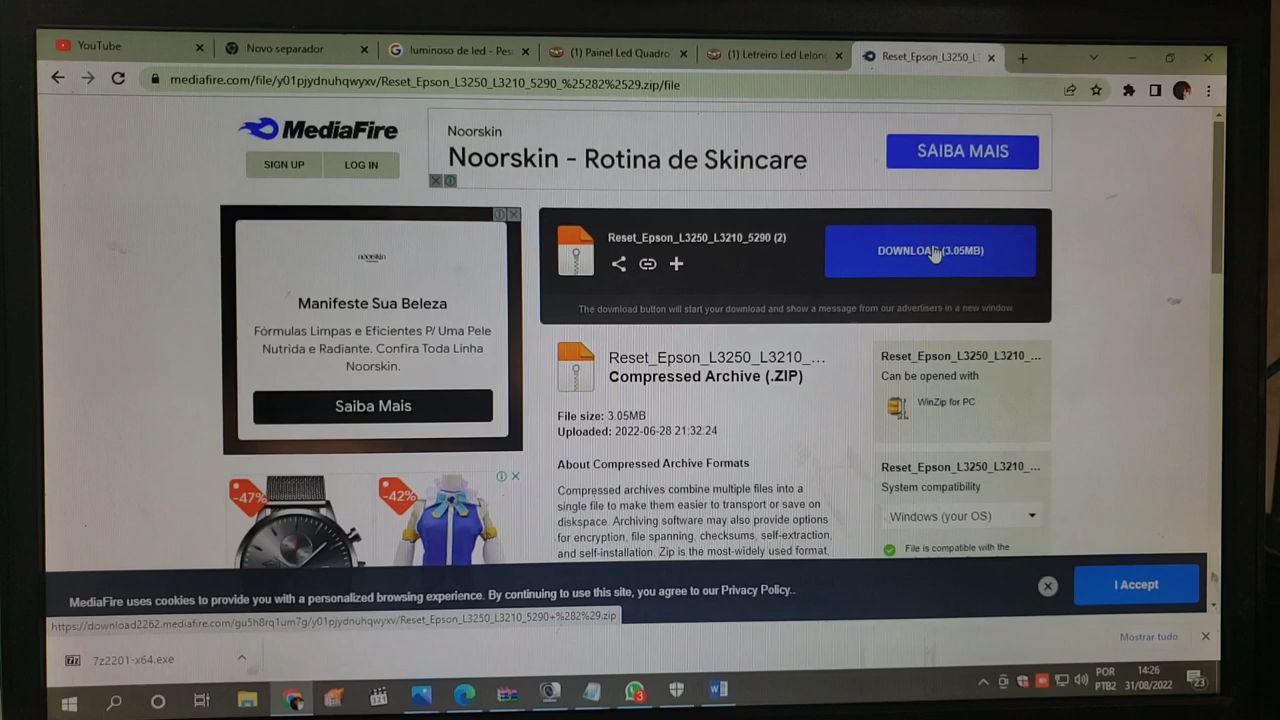 YouTube
Novo separador
luminoso de led - Pes
(1) Painel Led Quadro
(1) Letreiro Led Lelong
Reset_Epson_L3250_L3
mediafire.com/file/y01pjydnuhqwyxv/Reset_Epson_L3250_L3210_5290_%25282%2529.zip/file
MediaFire
SIGN UP
LOG IN
Noorskin
Noorskin - Rotina de Skincare
SAIBA MAIS
noorskin
Manifeste Sua Beleza
Fórmulas Limpas e Eficientes P/ Uma Pele
Nutrida e Radiante. Confira Toda Linha
Noorskin.
Saiba Mais
-47%
-42%
Reset_Epson_L3250_L3210_5290 (2)
DOWNLOAD (3.05MB)
The download button will start your download and show a message from our advertisers in a new window.
Reset_Epson_L3250_L3210_...
Compressed Archive (.ZIP)
File size: 3.05MB
Uploaded: 2022-06-28 21:32:24
About Compressed Archive Formats
Compressed archives combine multiple files into a
single file to make them easier to transport or save on
diskspace. Archiving software may also provide options
for encryption, file spanning, checksums, self-extraction,
and self-installation. Zip is the most-widely used format,
Reset_Epson_L3250_L3210_...
Can be opened with
WinZip for PC
Reset_Epson_L3250_L3210_...
System compatibility
Windows (your OS)
File is compatible with the
MediaFire uses cookies to provide you with a personalized browsing experience. By continuing to use this site, you agree to our Privacy Policy..
I Accept
https://download2262.mediafire.com/gu5h8rq1um7g/y01pjydnuhqwyxv/Reset_Epson_L3250_L3210_5290+%282%29.zip
7z2201-x64.exe
Mostrar tudo
POR
PTB2
14:26
31/08/2022
23